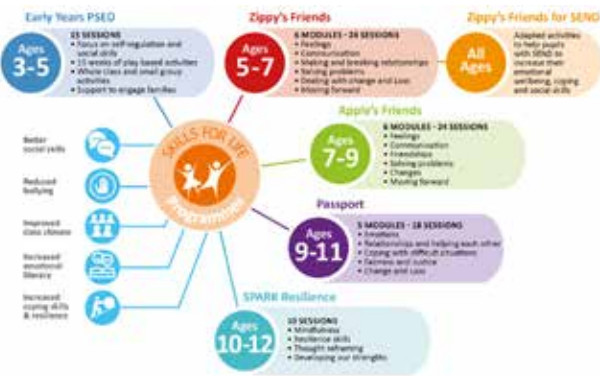 Early Years PSED
Ages
3-5
15 SESSIONS
• Focus on self-regulation and
social skills
• 15 weeks of play based activities
• Whole class and small group
activities
• Support to engage families
Zippy's Friends
Ages
5-7
6 MODULES - 24 SESSIONS
• Feelings
• Communication
• Making and breaking relationships
• Solving problems
• Dealing with change and Loss
• Moving forward
Zippy's Friends for SEND
All
Ages
Adapted activities
to help pupils
with SEND to
increase their
emotional
wellbeing, coping
and social skills
Apple's Friends
Ages
7-9
6 MODULES - 24 SESSIONS
• Feelings
• Communication
• Friendships
• Solving problems
• Changes
• Moving forward
Passport
Ages
9-11
5 MODULES - 18 SESSIONS
• Emotions
• Relationships and helping each other
• Coping with difficult situations
• Fairness and Justice
• Change and Loss
SPARK Resilience
Ages
10-12
10 SESSIONS
• Mindfulness
• Resilience skills
• Thought reframing
• Developing our strengths
SKILLS FOR LIFE
Programmes
Better
social skills
Reduced
bullying
Improved
class climate
Increased
emotional
literacy
Increased
coping skills
& resilience